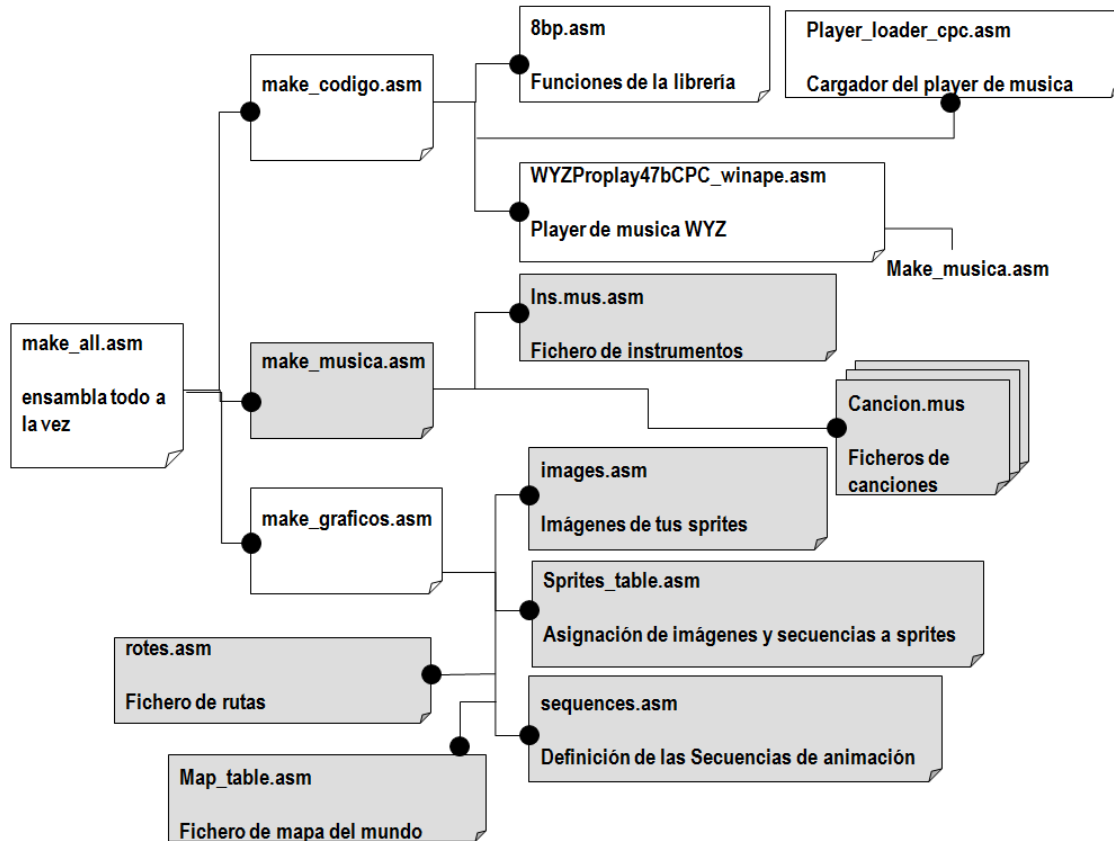 8bp.asm
Funciones de la librería
Player_loader_cpc.asm
Cargador del player de musica
make_codigo.asm
WYZProplay47bCPC_winape.asm
Player de musica WYZ
Make_musica.asm
Ins.mus.asm
Fichero de instrumentos
make_all.asm
ensambla todo a
la vez
make_musica.asm
Cancion.mus
Ficheros de
canciones
images.asm
Imágenes de tus sprites
make_graficos.asm
Sprites_table.asm
Asignación de imágenes y secuencias a sprites
rotes.asm
Fichero de rutas
sequences.asm
Definición de las Secuencias de animación
Map_table.asm
Fichero de mapa del mundo